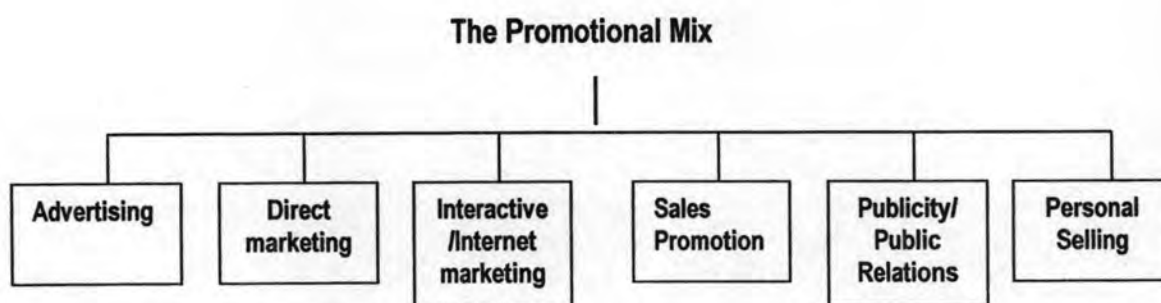 The Promotional Mix
Advertising
Direct
marketing
Interactive
/Internet
marketing
Sales
Promotion
Publicity/
Public
Relations
Personal
Selling